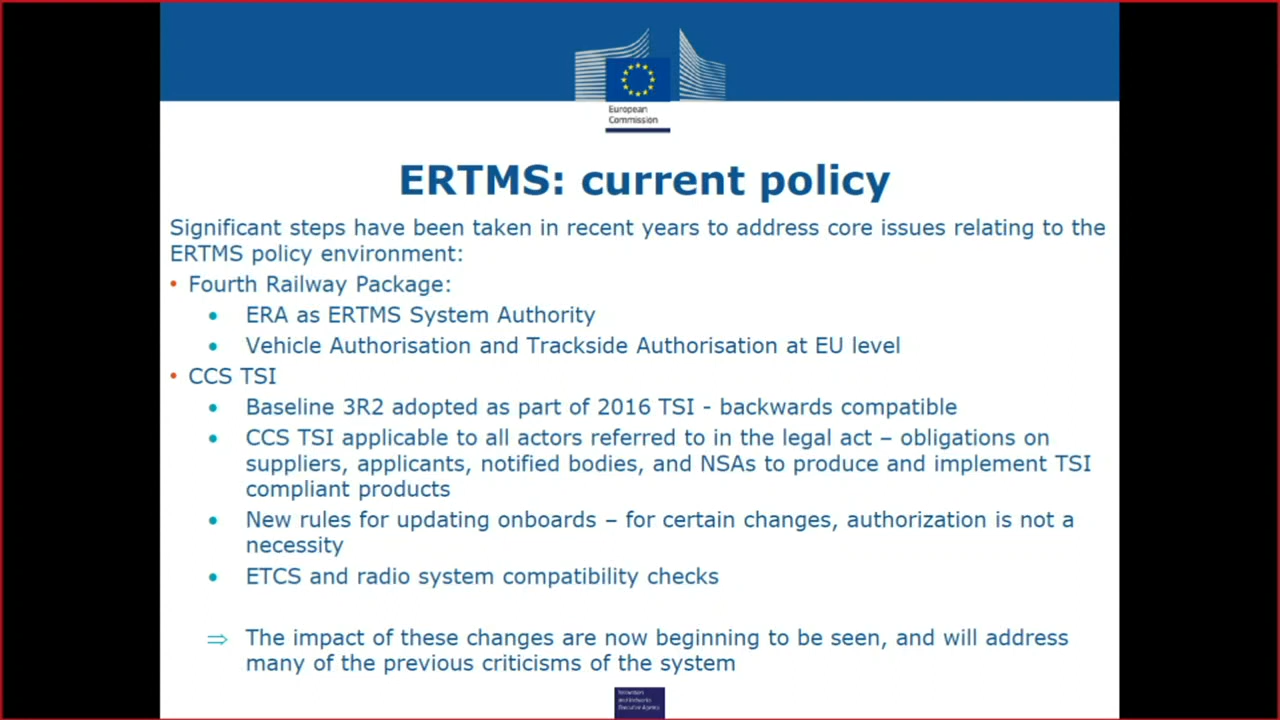 European
Commission
ERTMS: current policy
Significant steps have been taken in recent years to address core issues relating to the
ERTMS policy environment:
• Fourth Railway Package:
• ERA as ERTMS System Authority
• Vehicle Authorisation and Trackside Authorisation at EU level
• CCS TSI
• Baseline 3R2 adopted as part of 2016 TSI - backwards compatible
• CCS TSI applicable to all actors referred to in the legal act – obligations on
suppliers, applicants, notified bodies, and NSAs to produce and implement TSI
compliant products
• New rules for updating onboards – for certain changes, authorization is not a
necessity
• ETCS and radio system compatibility checks
⇒ The impact of these changes are now beginning to be seen, and will address
many of the previous criticisms of the system
Innovation
and Networks
Executive Agency